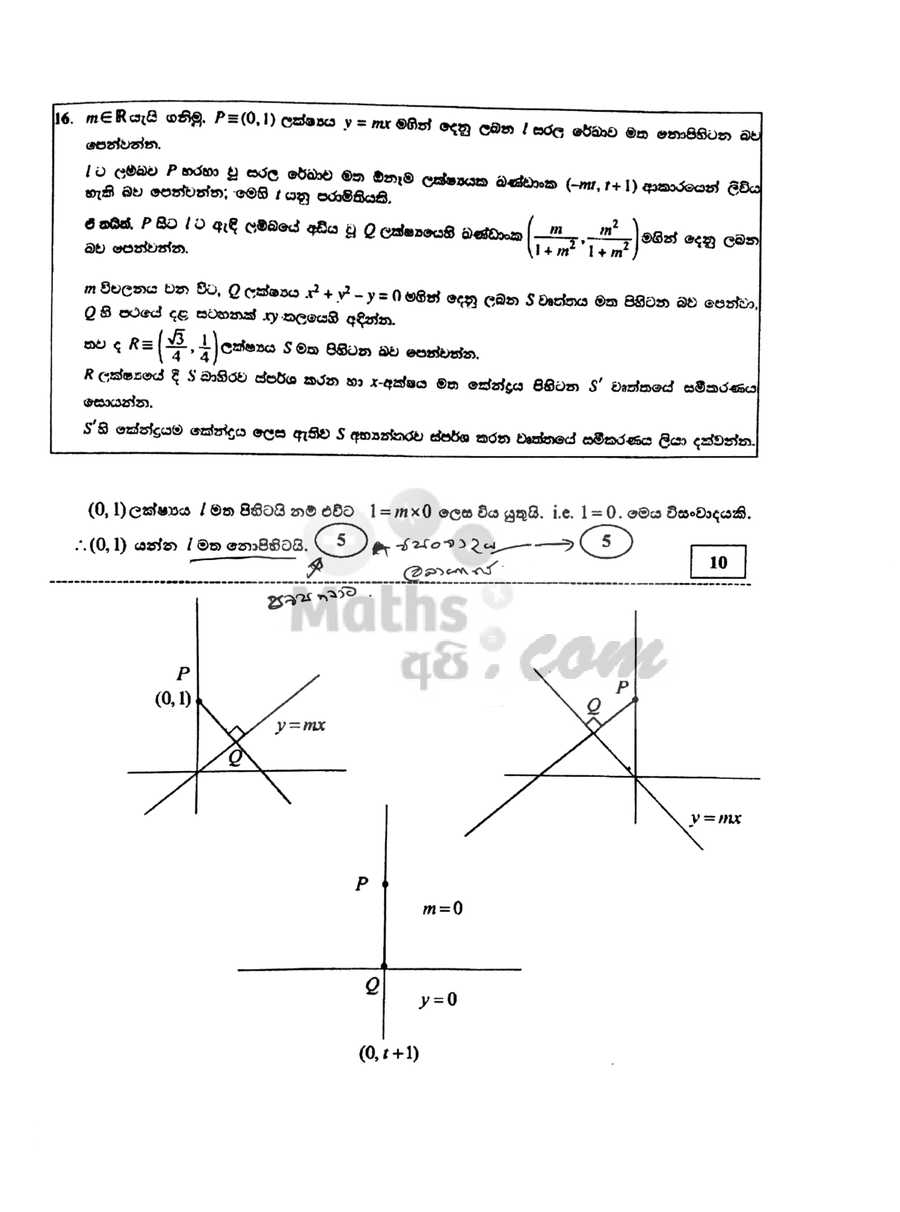 16. m∈ℝ යැයි ගනිමු. P≡(0, 1) ලක්ෂ්‍යය y = mx මගින් දෙනු ලබන l සරල රේඛාව මත නොපිහිටන බව
පෙන්වන්න.
l ට ලම්බව P හරහා වූ සරල රේඛාව මත ඕනෑම ලක්ෂ්‍යයක ඛණ්ඩාංක (−mt, t + 1) ආකාරයෙන් ලිවිය
හැකි බව පෙන්වන්න; මෙහි t යනු පරාමිතියකි.
ඒ නයින්, P සිට l ට ඇඳි ලම්බයේ අඩිය වූ Q ලක්ෂ්‍යයෙහි ඛණ්ඩාංක (m/(1 + m²), m²/(1 + m²)) මගින් දෙනු ලබන
බව පෙන්වන්න.
m විචලනය වන විට, Q ලක්ෂ්‍යය x² + y² − y = 0 මගින් දෙනු ලබන S වෘත්තය මත පිහිටන බව පෙන්වා,
Q හි පථයේ දළ සටහනක් xy-තලයෙහි අඳින්න.
තව ද R ≡ (√3/4, 1/4) ලක්ෂ්‍යය S මත පිහිටන බව පෙන්වන්න.
R ලක්ෂ්‍යයේ දී S බාහිරව ස්පර්ශ කරන හා x-අක්ෂය මත කේන්ද්‍රය පිහිටන S′ වෘත්තයේ සමීකරණය
සොයන්න.
S′ හි කේන්ද්‍රයම කේන්ද්‍රය ලෙස ඇතිව S අභ්‍යන්තරව ස්පර්ශ කරන වෘත්තයේ සමීකරණය ලියා දක්වන්න.
(0, 1) ලක්ෂ්‍යය l මත පිහිටයි නම් එවිට 1 = m×0 ලෙස විය යුතුයි. i.e. 1 = 0. මෙය විසංවාදයකි.
∴ (0, 1) යන්න l මත නොපිහිටයි. 5 විසංවාදය 5
10
Maths
අපි .com
P
(0, 1)
y = mx
Q
P
Q
y = mx
P
m = 0
Q
y = 0
(0, t + 1)